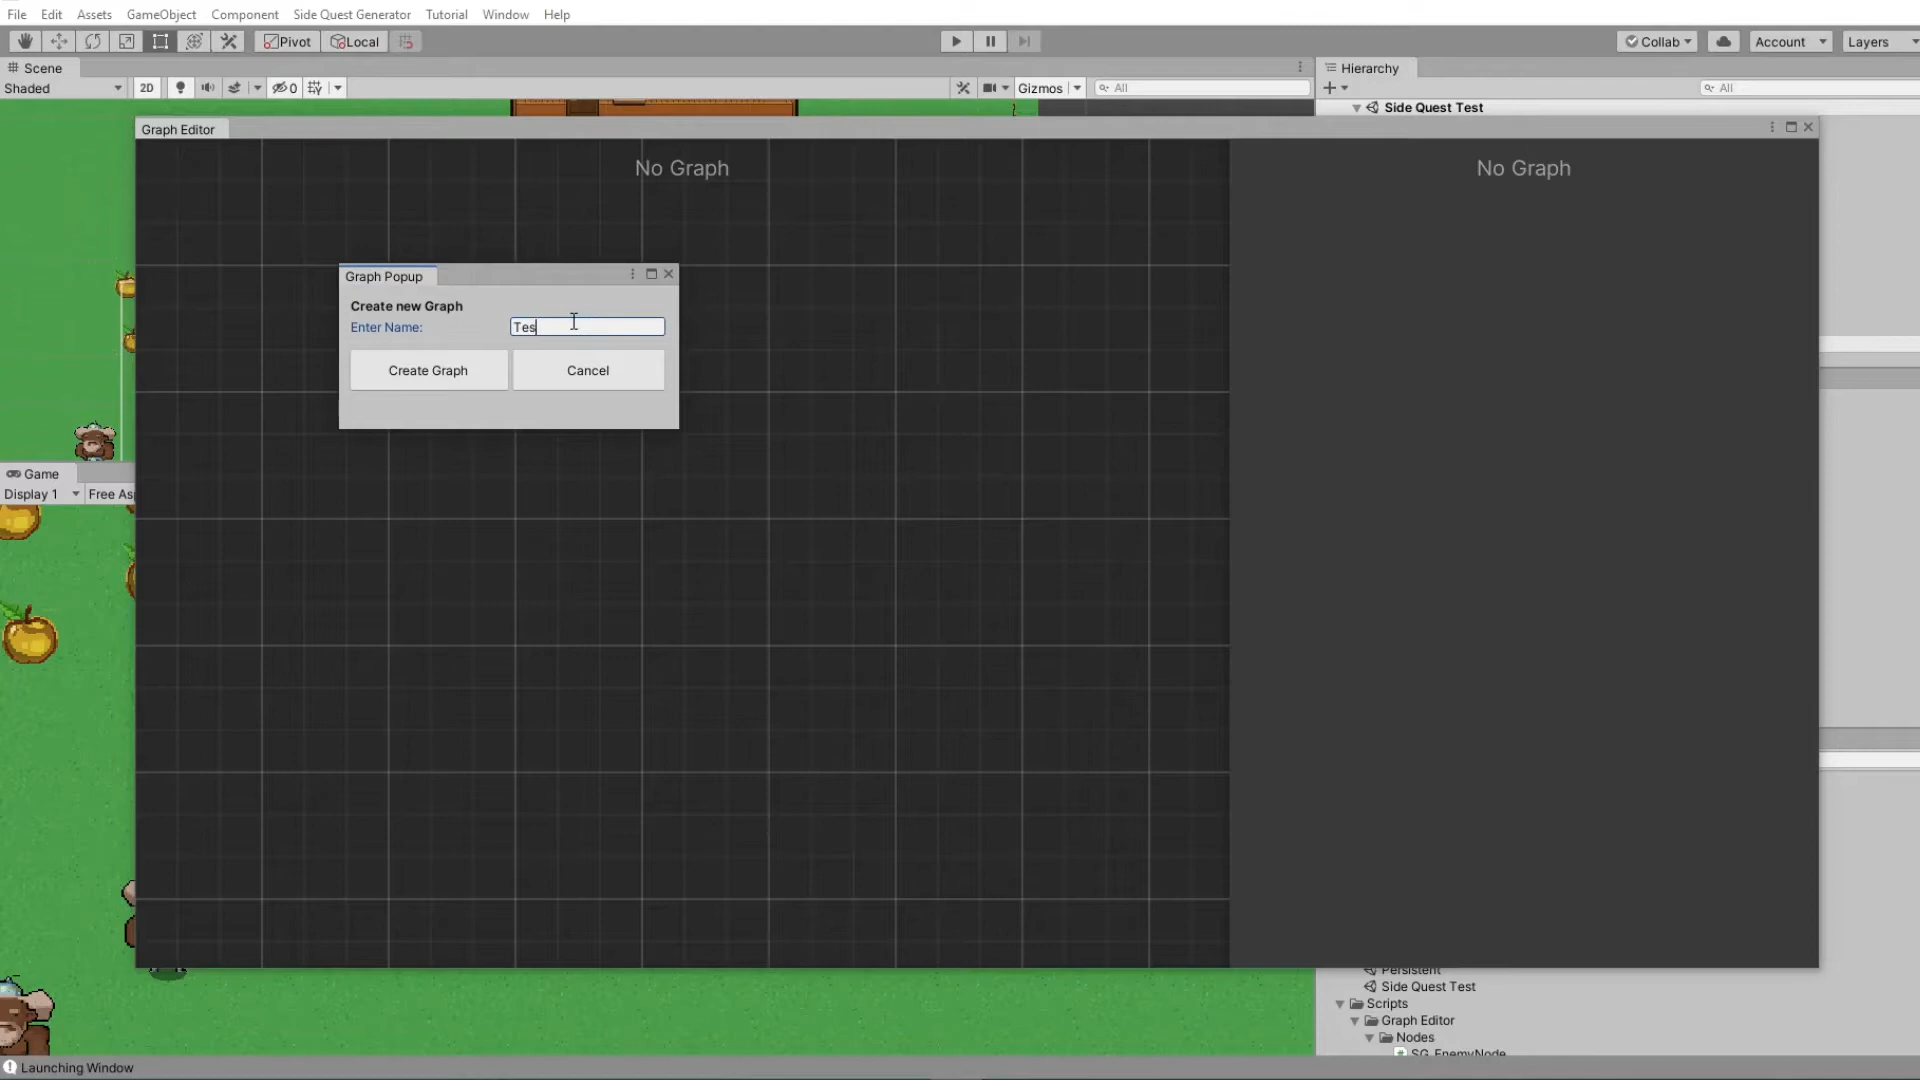 File Edit Assets GameObject Component Side Quest Generator Tutorial Window Help
Pivot Local Collab Account Layers
Scene Hierarchy
Shaded 2D 0 Gizmos All All
Side Quest Test
Graph Editor
No Graph No Graph
Graph Popup
Create new Graph
Enter Name: Tes
Create Graph Cancel
Game
Display 1 Free Asp
Persistent
Side Quest Test
Scripts
Graph Editor
Nodes
SG_EnemyNode
Launching Window